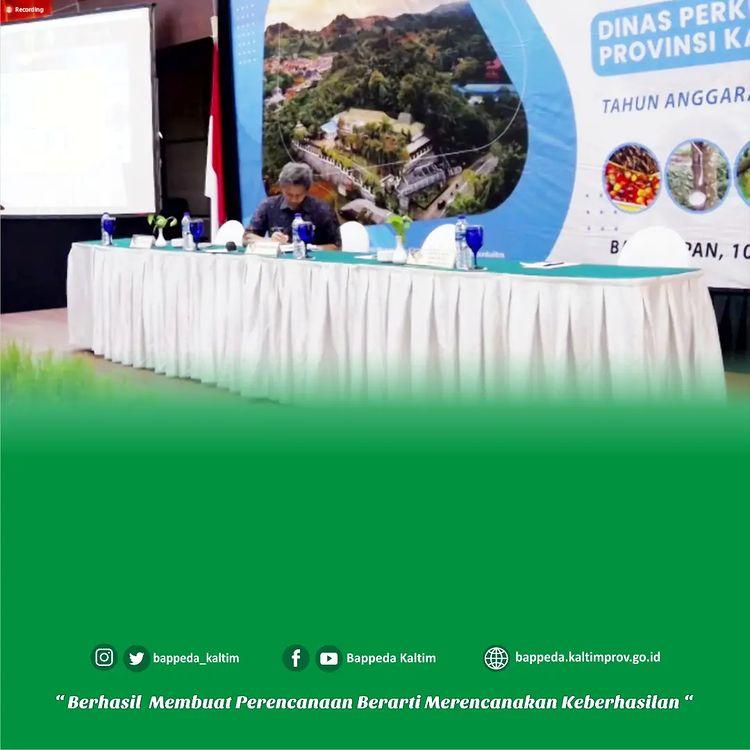 Recording
DINAS PERK
PROVINSI KA
TAHUN ANGGARA
PAN, 10
bappeda_kaltim
Bappeda Kaltim
bappeda.kaltimprov.go.id
“ Berhasil Membuat Perencanaan Berarti Merencanakan Keberhasilan “